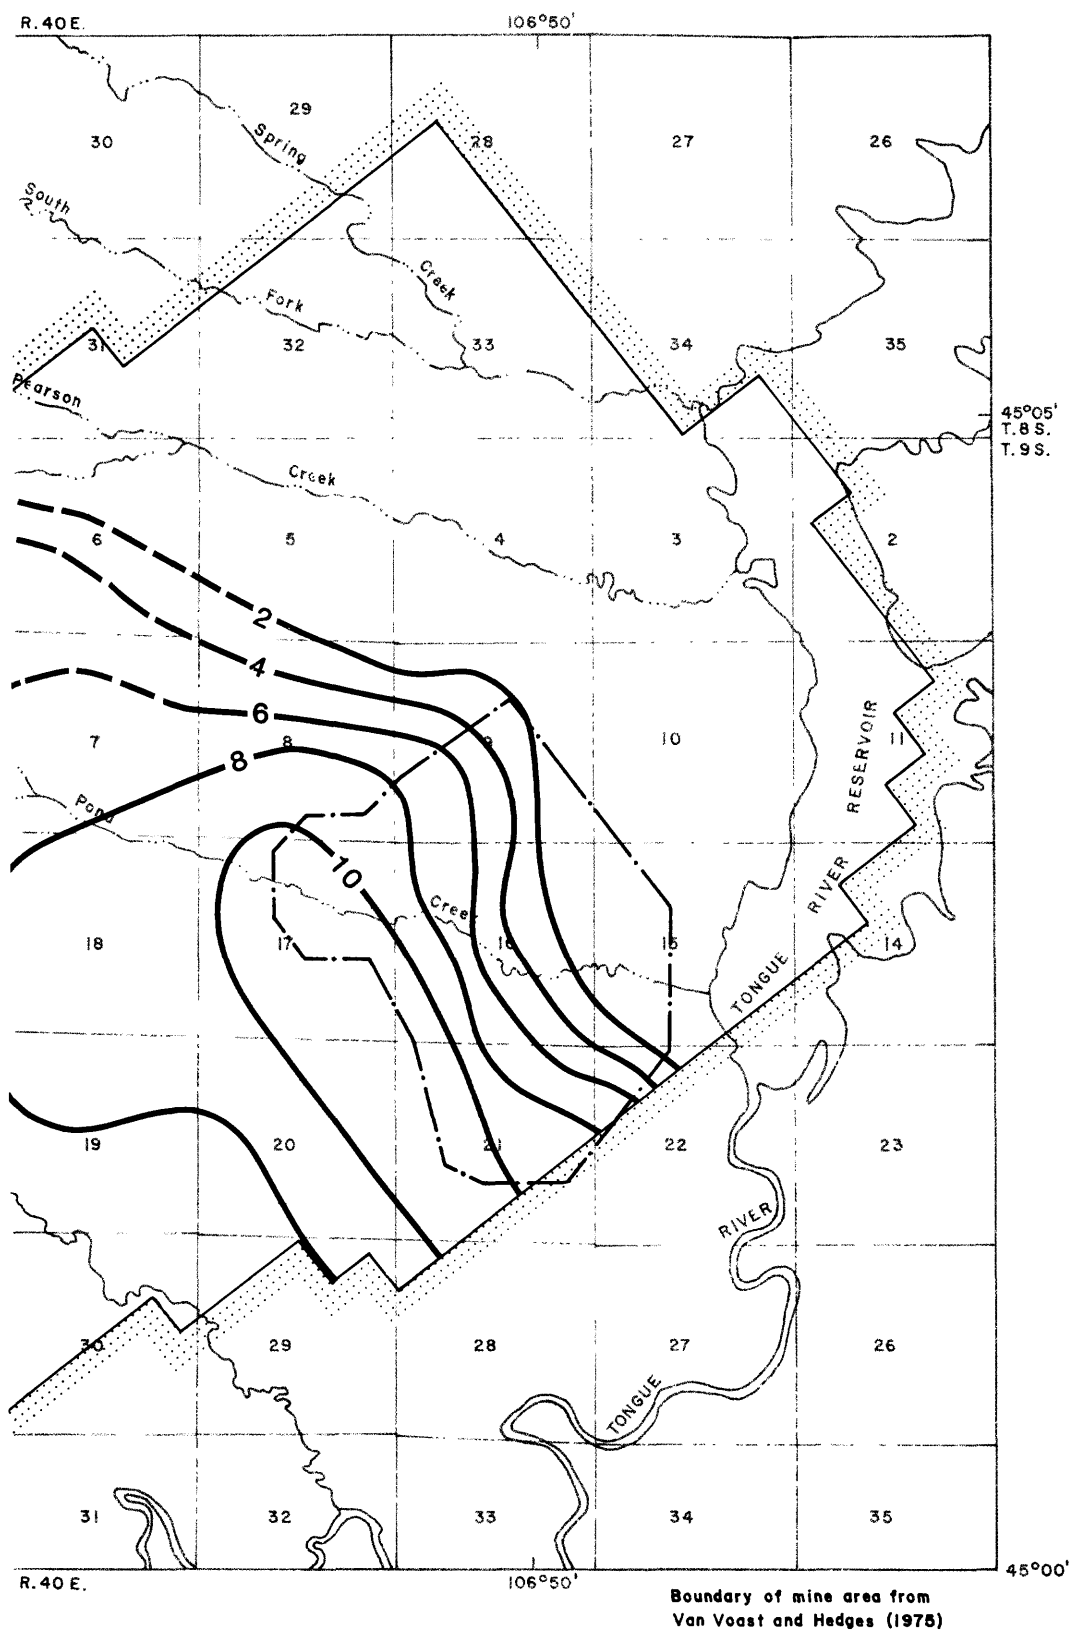 R.40E.
106°50'
29
30
28
27
26
Spring
South
Creek
Fork
31
32
33
34
35
Pearson
45°05'
T.8S.
T.9S.
Creek
6
5
4
3
2
2
4
6
8
7
8
9
10
11
RESERVOIR
Pond
10
RIVER
Creek
18
17
16
15
14
TONGUE
19
20
21
22
23
RIVER
30
29
28
27
26
TONGUE
31
32
33
34
35
R.40E.
106°50'
45°00'
Boundary of mine area from
Van Voast and Hedges (1975)